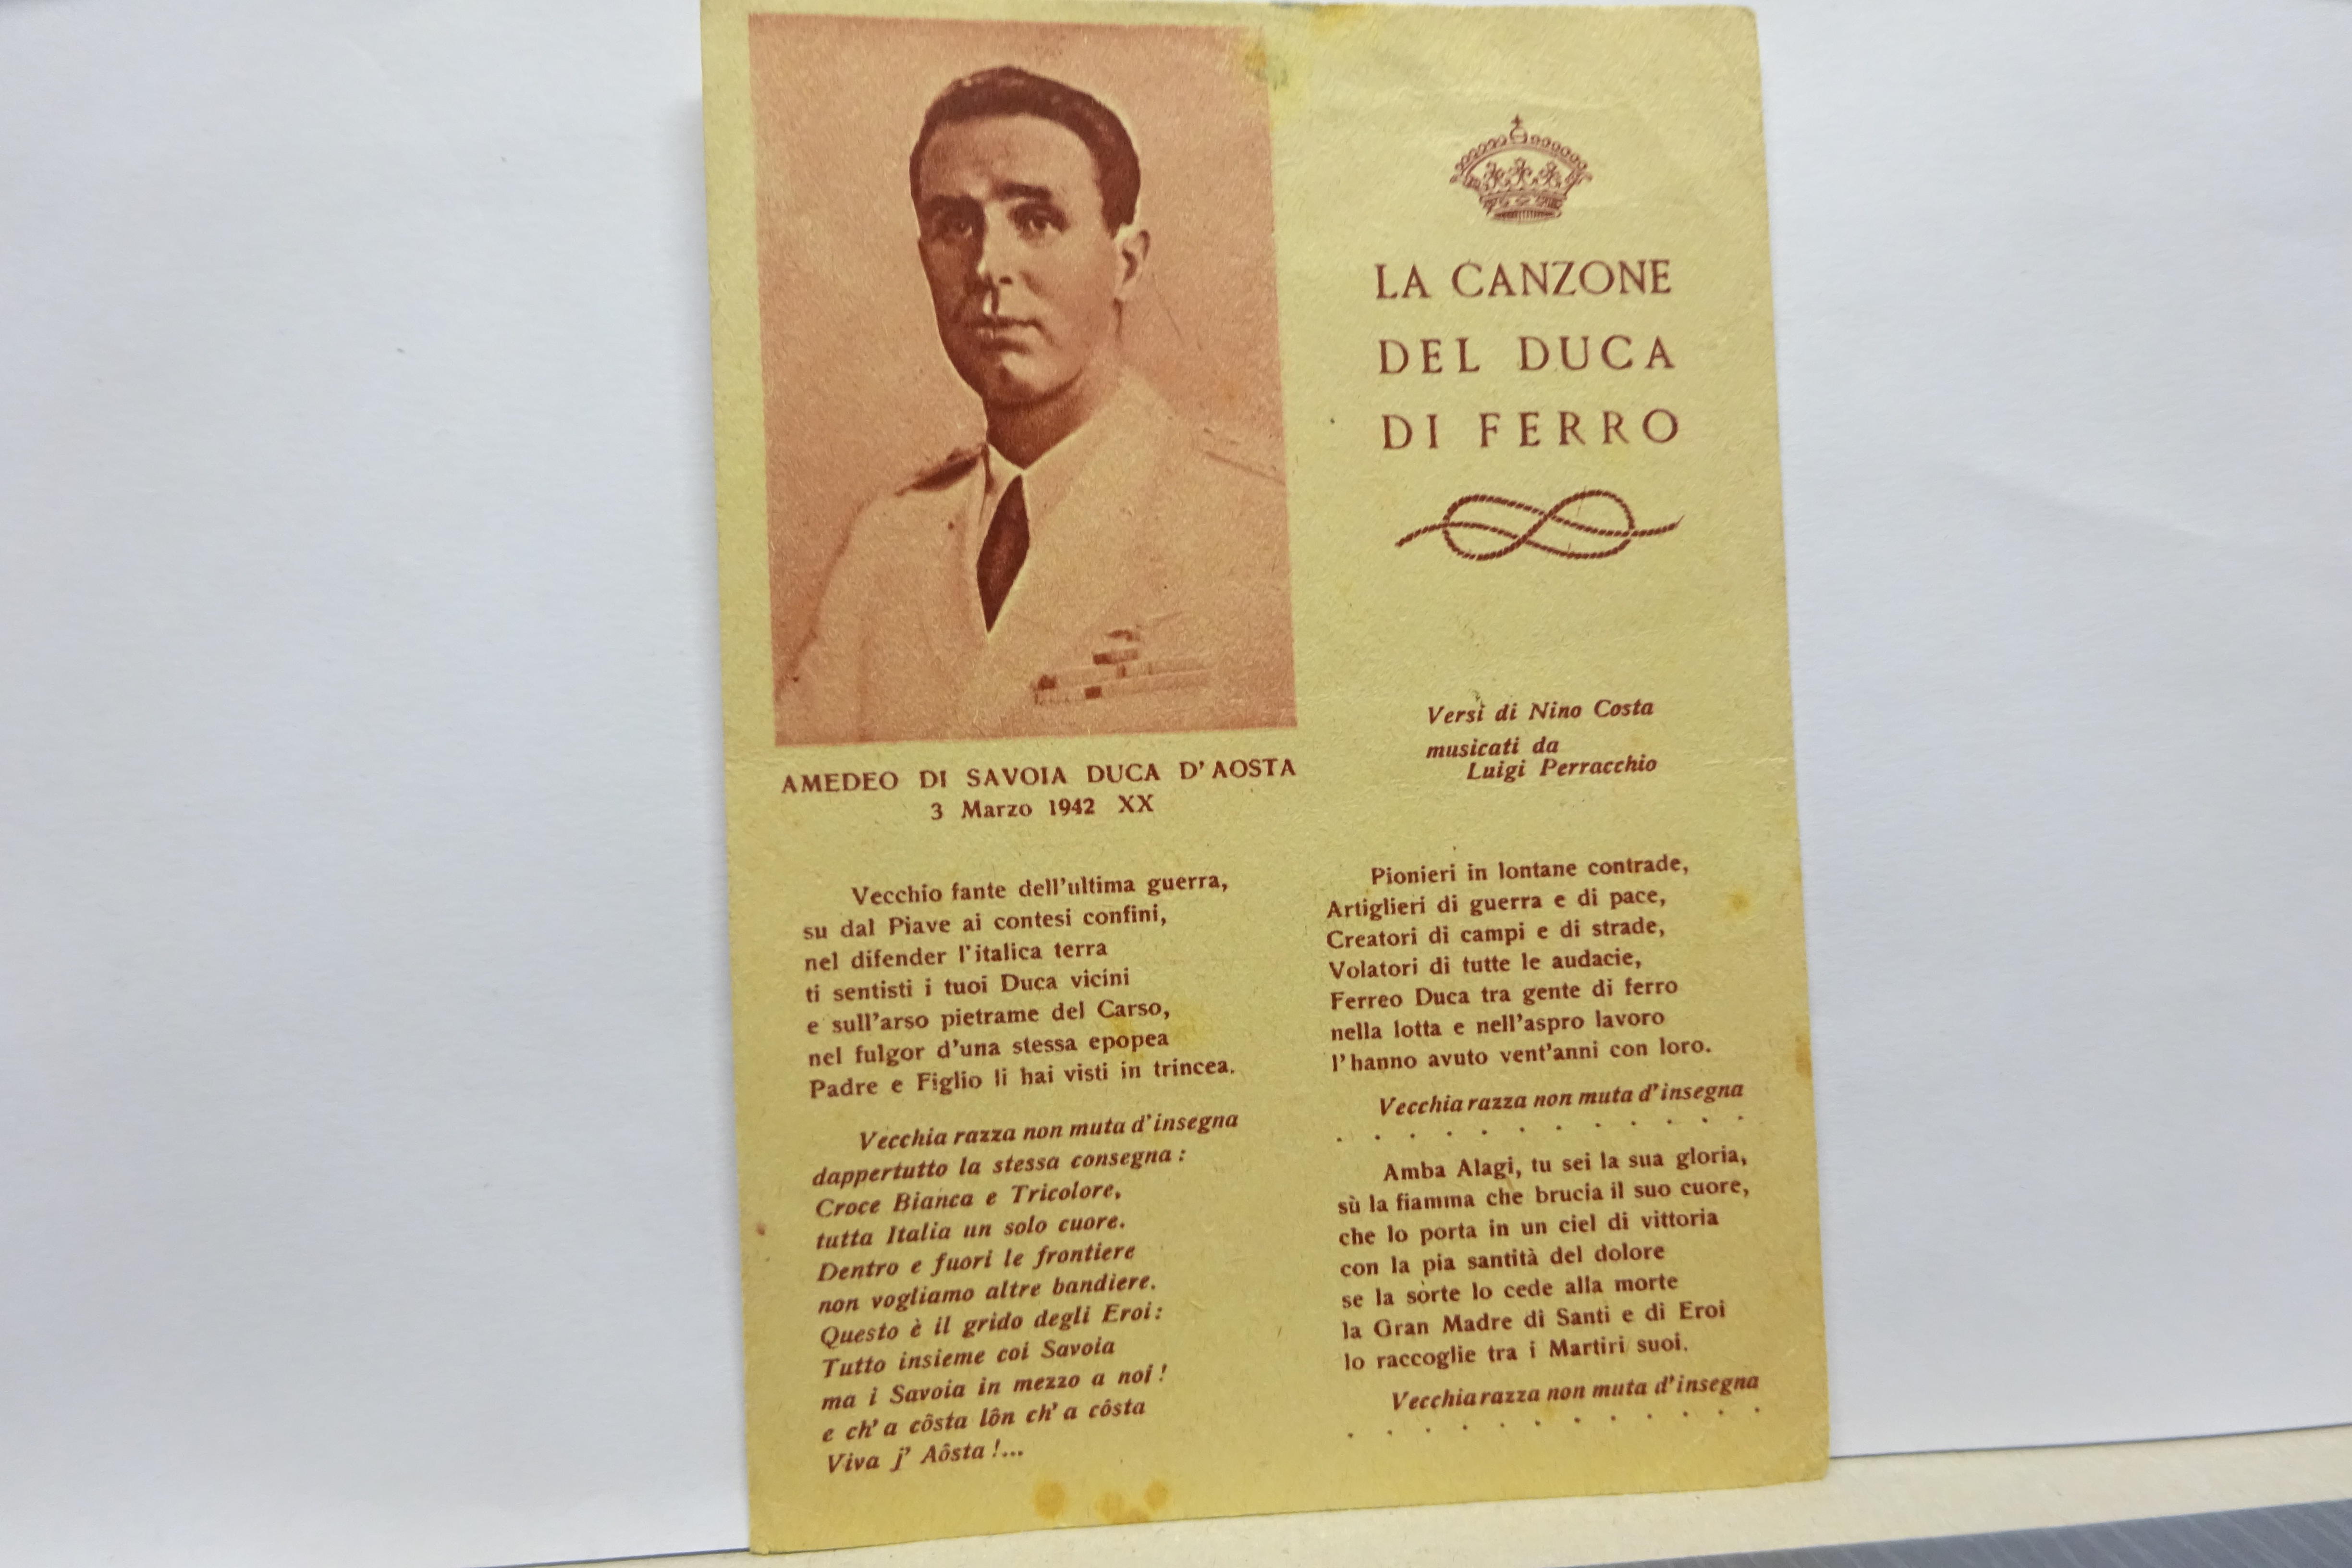 AMEDEO DI SAVOIA DUCA D'AOSTA
3 Marzo 1942 XX
LA CANZONE
DEL DUCA
DI FERRO
Versi di Nino Costa
musicati da
Luigi Perracchio
Vecchio fante dell'ultima guerra,
su dal Piave ai contesi confini,
nel difender l'italica terra
ti sentisti i tuoi Duca vicini
e sull'arso pietrame del Carso,
nel fulgor d'una stessa epopea
Padre e Figlio li hai visti in trincea.
Vecchia razza non muta d'insegna
dappertutto la stessa consegna :
Croce Bianca e Tricolore,
tutta Italia un solo cuore.
Dentro e fuori le frontiere
non vogliamo altre bandiere.
Questo è il grido degli Eroi :
Tutto insieme coi Savoia
ma i Savoia in mezzo a noi !
e ch' a côsta lôn ch' a côsta
Viva j' Aôsta !...
Pionieri in lontane contrade,
Artiglieri di guerra e di pace,
Creatori di campi e di strade,
Volatori di tutte le audacie,
Ferreo Duca tra gente di ferro
nella lotta e nell'aspro lavoro
l'hanno avuto vent'anni con loro.
Vecchia razza non muta d'insegna
. . . . . . . . . . . .
Amba Alagi, tu sei la sua gloria,
sù la fiamma che brucia il suo cuore,
che lo porta in un ciel di vittoria
con la pia santità del dolore
se la sorte lo cede alla morte
la Gran Madre di Santi e di Eroi
lo raccoglie tra i Martiri suoi.
Vecchia razza non muta d'insegna
. . . . . . . . . . . .